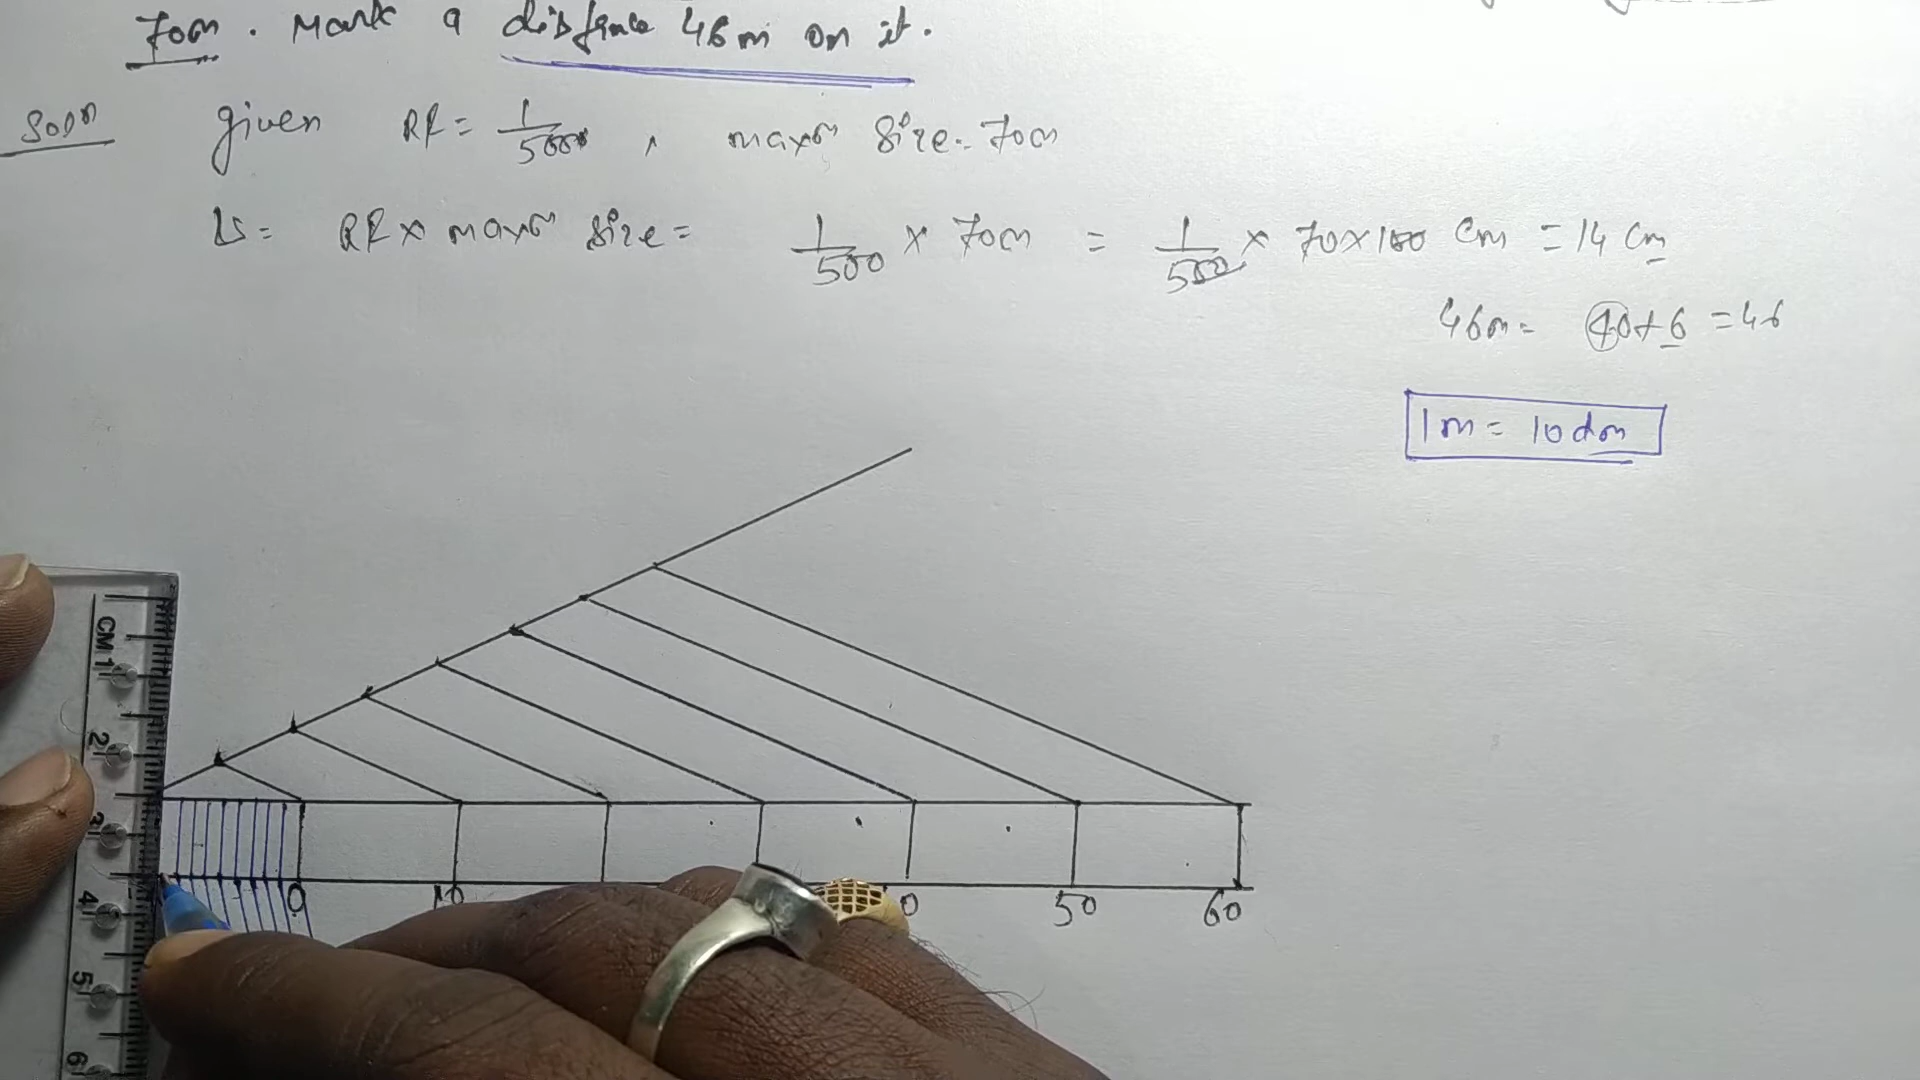 70m. Mark a distance 46m on it.
Soln given RF = 1/500 , maxm size = 70m
LS = RF x maxm size = 1/500 x 70m = 1/500 x 70x100 cm = 14 cm
46m = 40+6 =46
1m = 10dm
CM 1
2
3
4
5
6
0 10 0 50 60